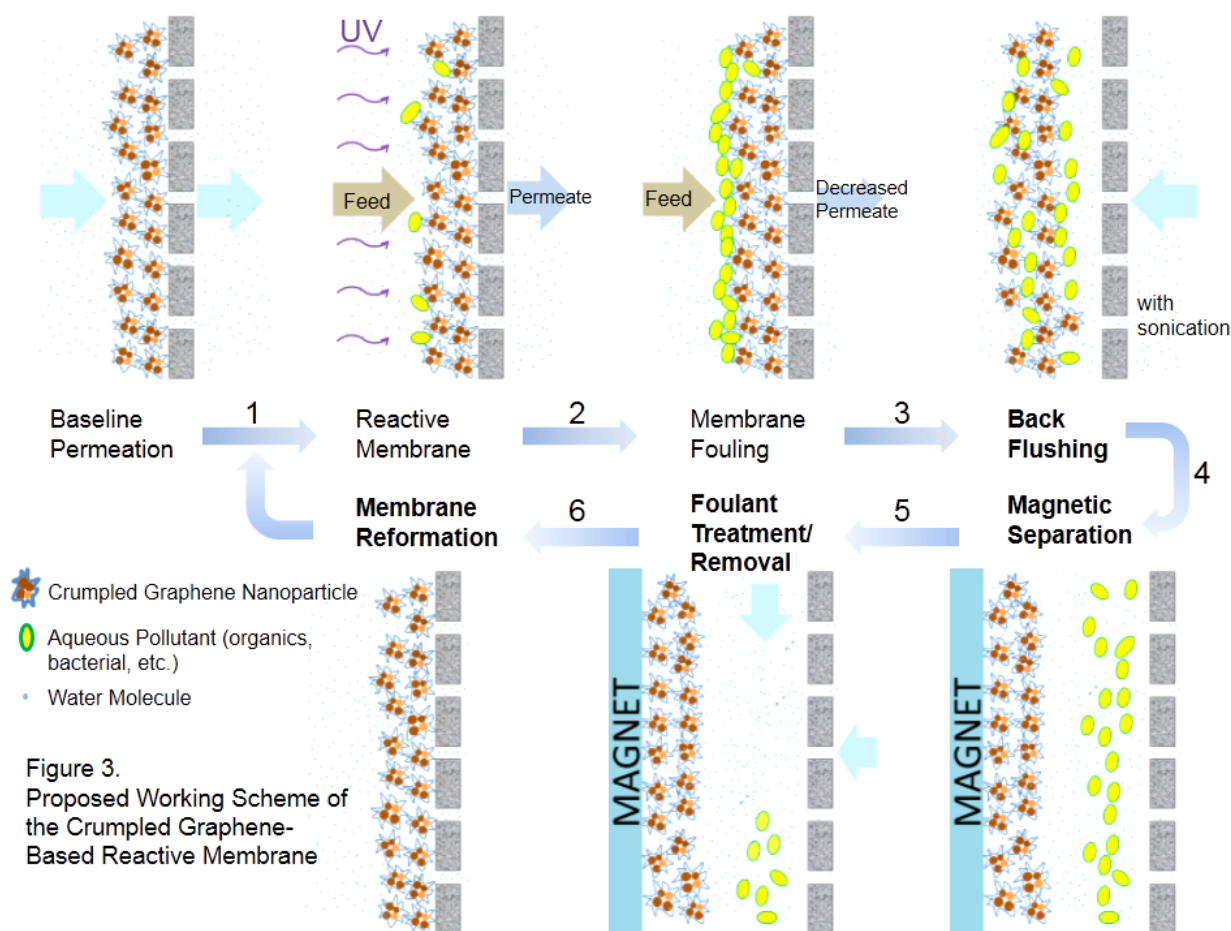 UV
Feed
Permeate
Feed
Decreased
Permeate
with
sonication
Baseline
Permeation
1
Reactive
Membrane
2
Membrane
Fouling
3
Back
Flushing
4
Magnetic
Separation
5
Foulant
Treatment/
Removal
6
Membrane
Reformation
Crumpled Graphene Nanoparticle
Aqueous Pollutant (organics,
bacterial, etc.)
Water Molecule
MAGNET
MAGNET
Figure 3.
Proposed Working Scheme of
the Crumpled Graphene-
Based Reactive Membrane